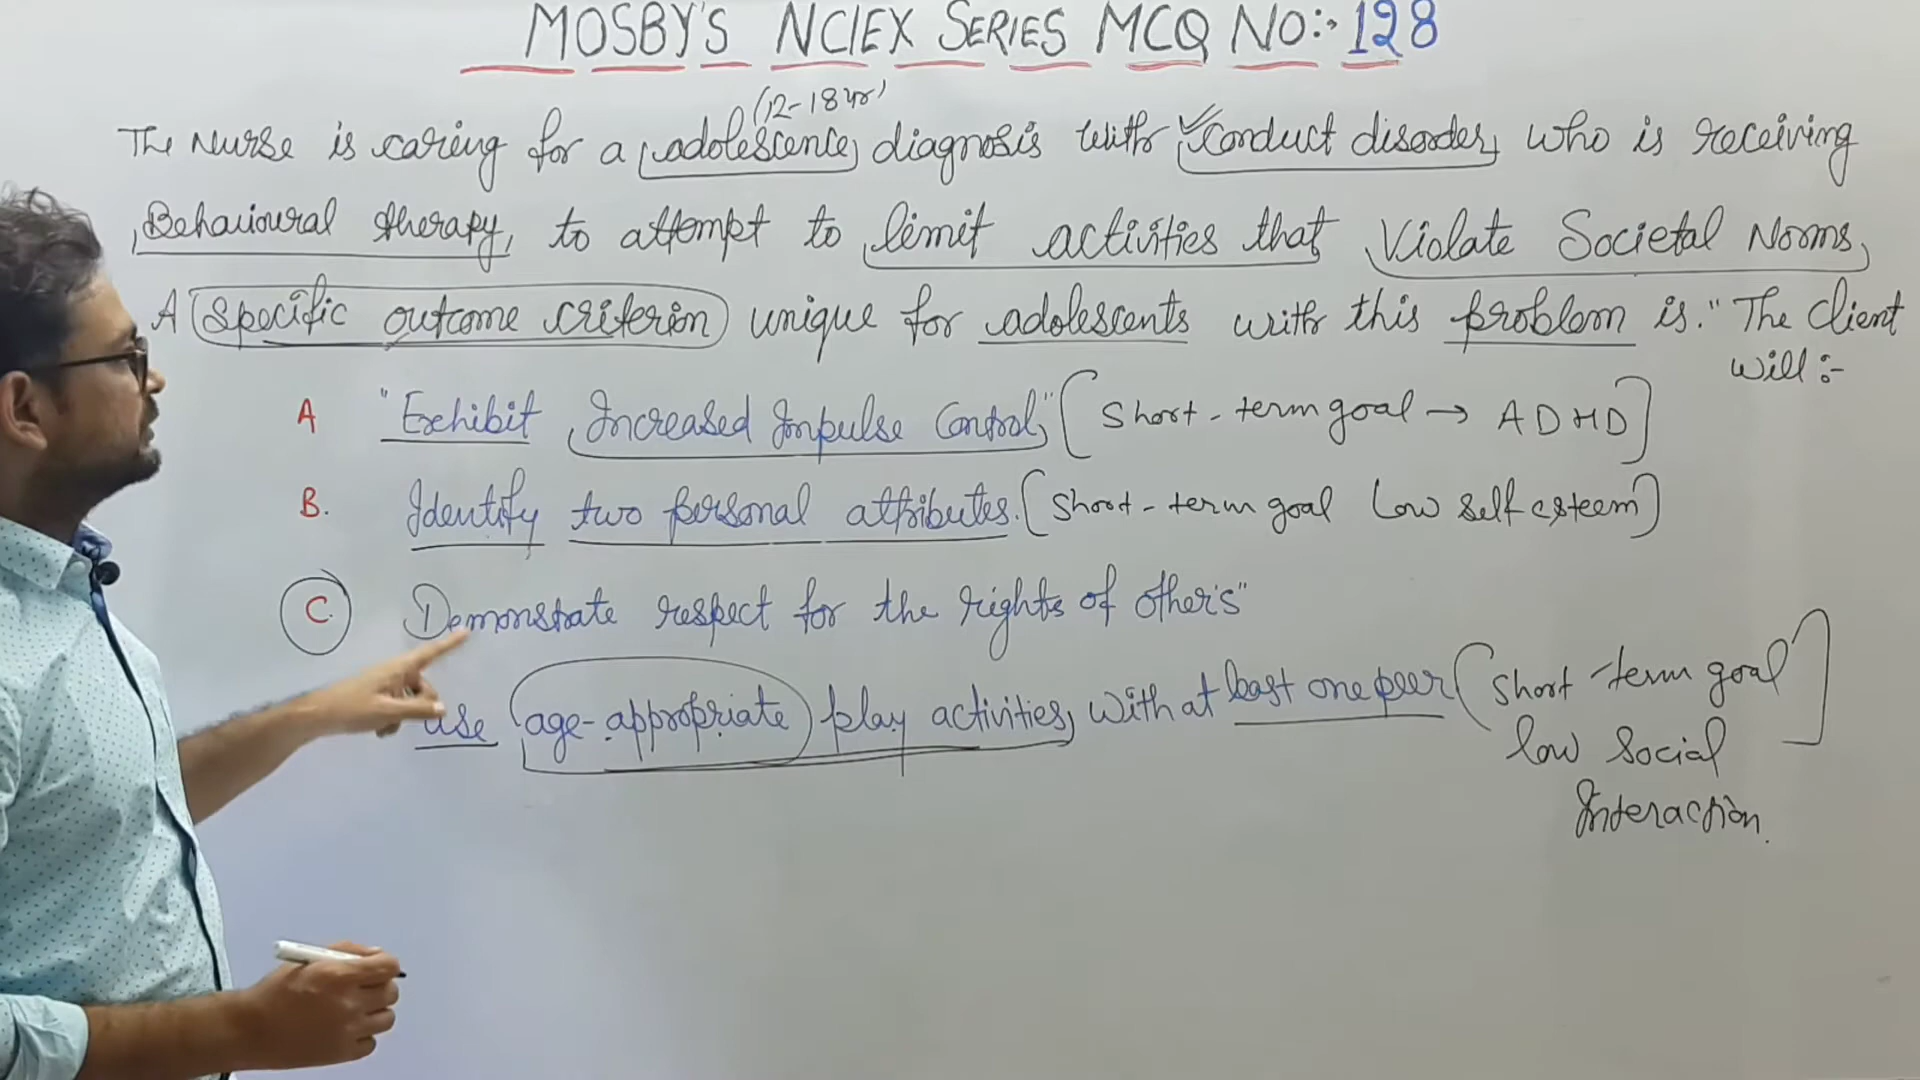 MOSBY'S NCIEX SERIES MCQ NO:- 128
(12-18 yr)
The Nurse is caring for a adolescence diagnosis with conduct disorder, who is receiving
Behavioural therapy, to attempt to limit activities that violate Societal Norms,
A specific outcome criterion unique for adolescents with this problem is. "The Client
will :-
A "Exhibit Increased Impulse Control," [Short-term goal → ADHD]
B. Identify two personal attributes. [Short-term goal Low self esteem]
C. Demonstrate respect for the rights of other's"
use age-appropriate play activities, with at least one peer [Short-term goal
low social
Interaction.]